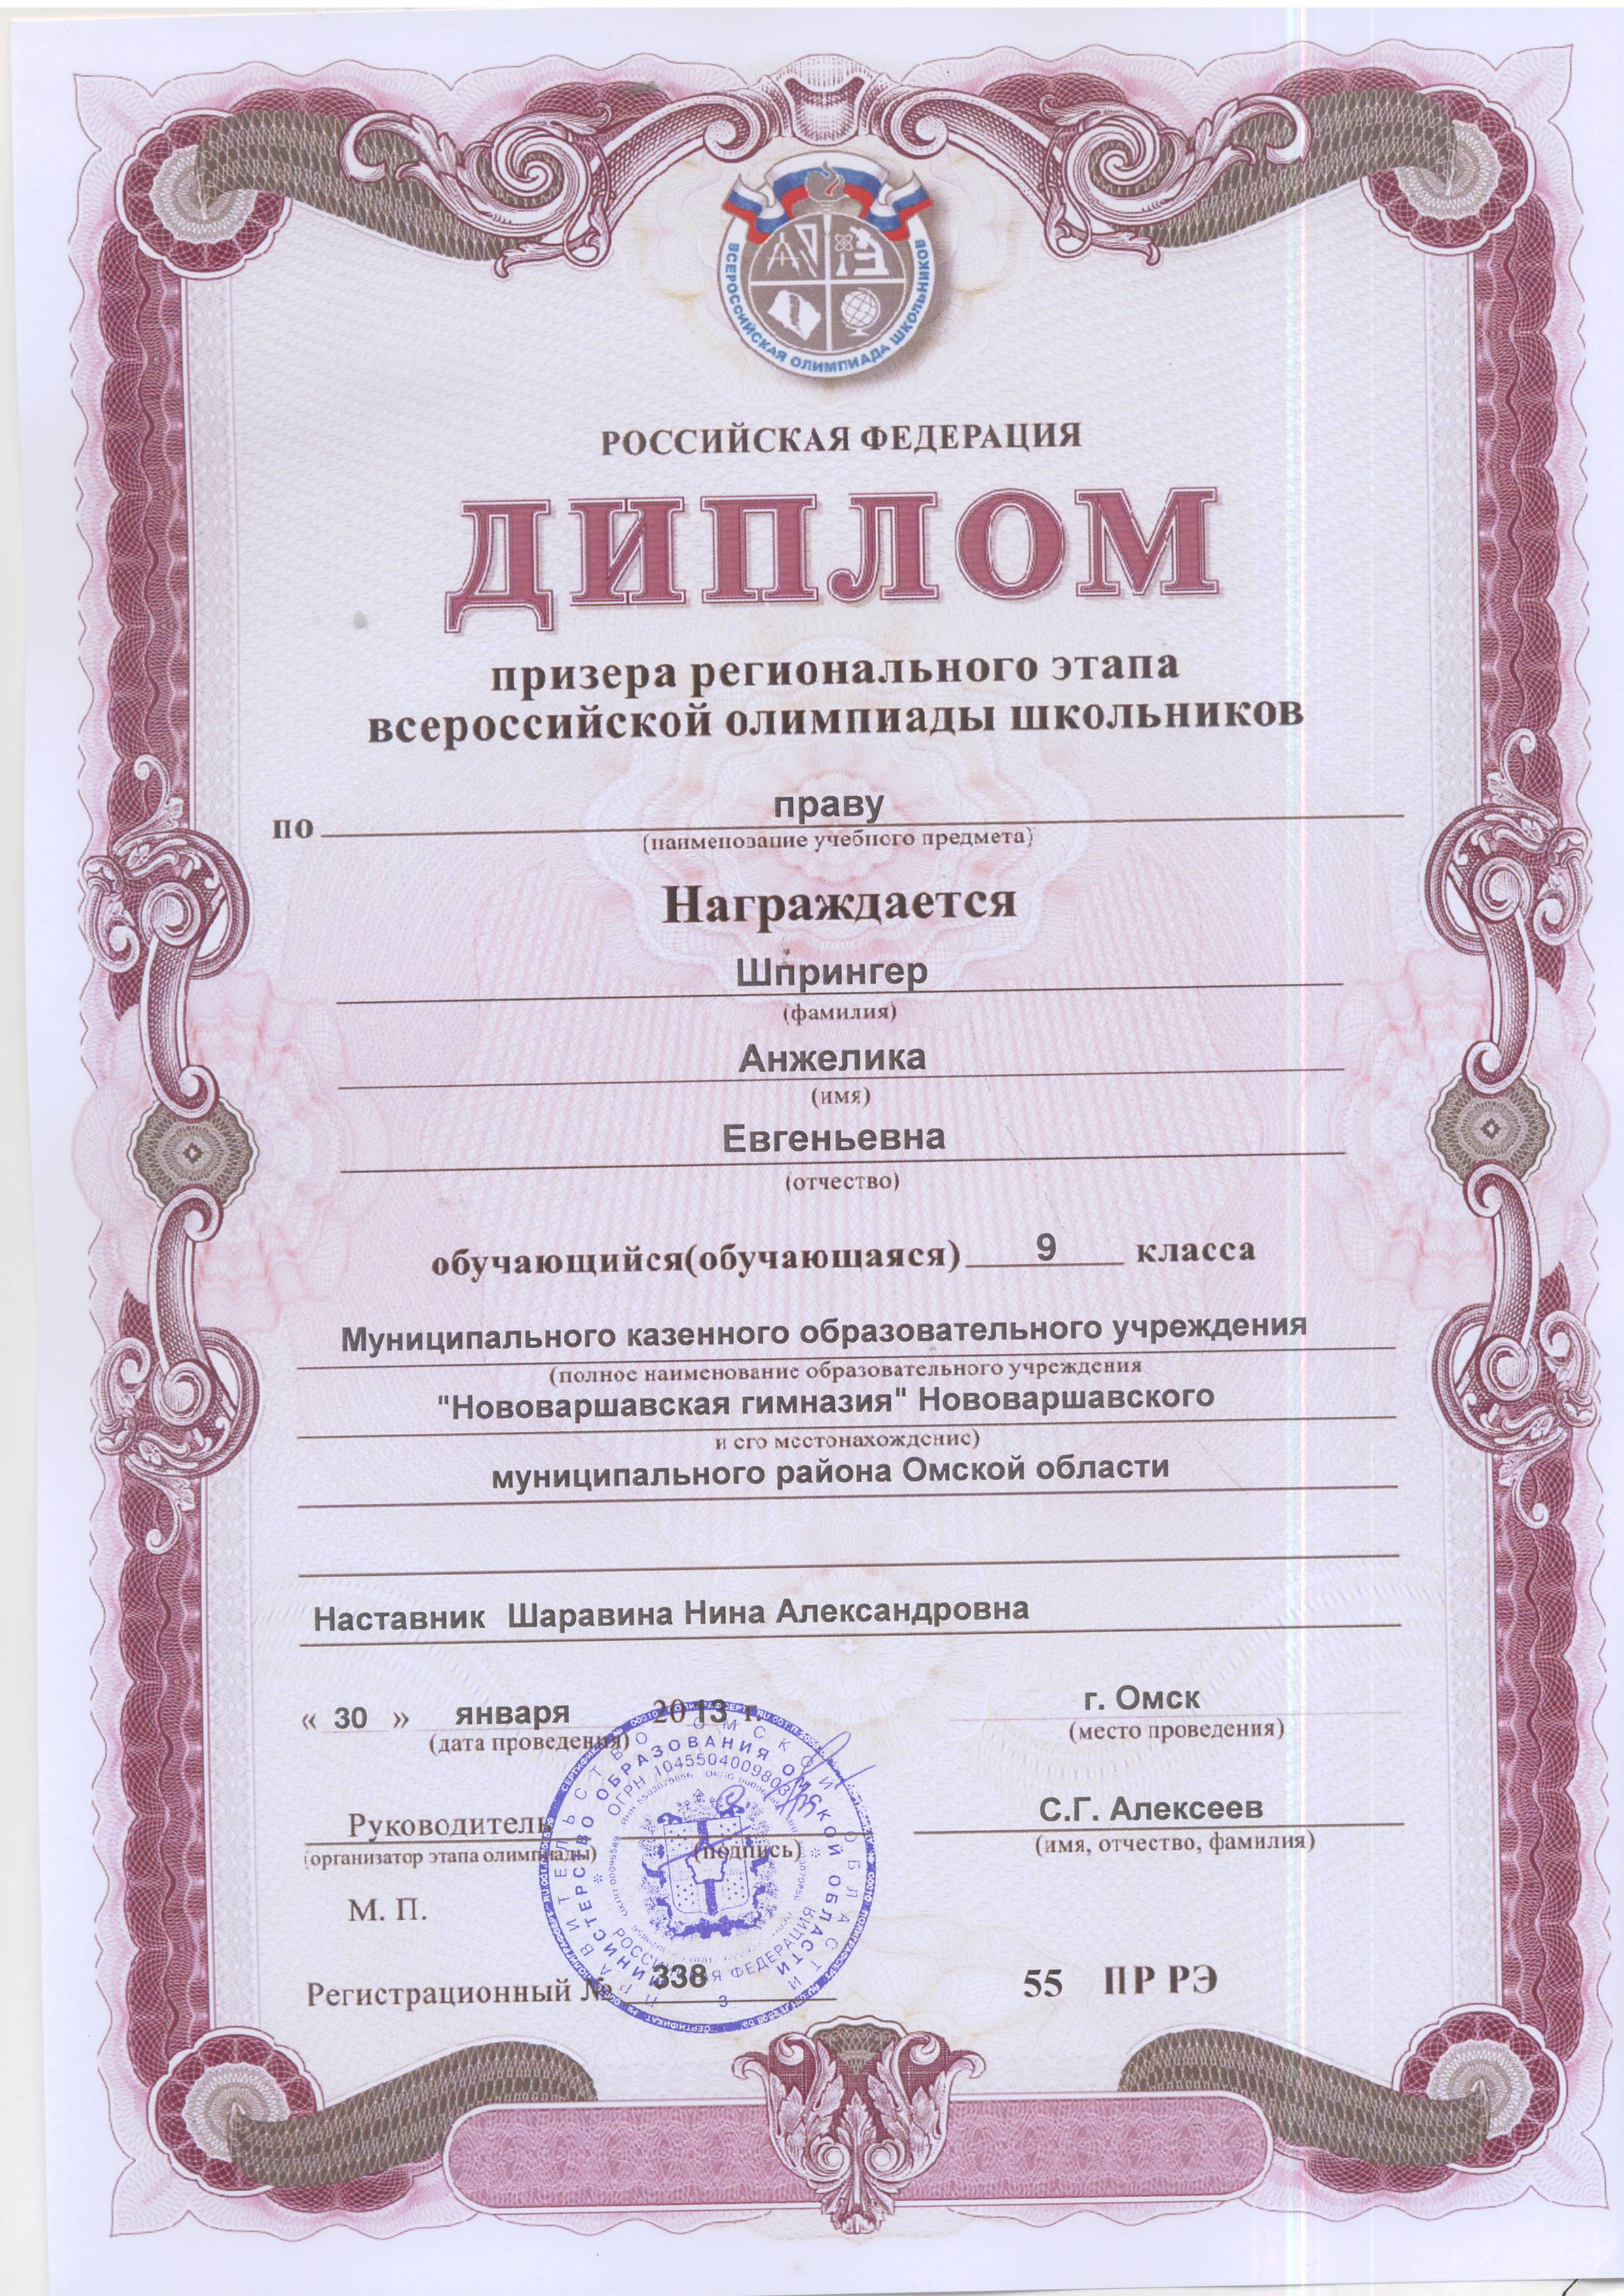 ВСЕРОССИЙСКАЯ ОЛИМПИАДА ШКОЛЬНИКОВ
РОССИЙСКАЯ ФЕДЕРАЦИЯ
ДИПЛОМ
призера регионального этапа
всероссийской олимпиады школьников
по праву
(наименование учебного предмета)
Награждается
Шпрингер
(фамилия)
Анжелика
(имя)
Евгеньевна
(отчество)
обучающийся(обучающаяся) 9 класса
Муниципального казенного образовательного учреждения
(полное наименование образовательного учреждения
"Нововаршавская гимназия" Нововаршавского
и его местонахождение)
муниципального района Омской области
Наставник Шаравина Нина Александровна
« 30 » января 2013 г. г. Омск
(дата проведения) (место проведения)
Руководитель С.Г. Алексеев
(организатор этапа олимпиады) (подпись) (имя, отчество, фамилия)
М. П.
Регистрационный № 338 55 ПР РЭ
ПРАВИТЕЛЬСТВО ОМСКОЙ ОБЛАСТИ
МИНИСТЕРСТВО ОБРАЗОВАНИЯ ОМСКОЙ ОБЛАСТИ
ОГРН 1045504009803
РОССИЙСКАЯ ФЕДЕРАЦИЯ
3